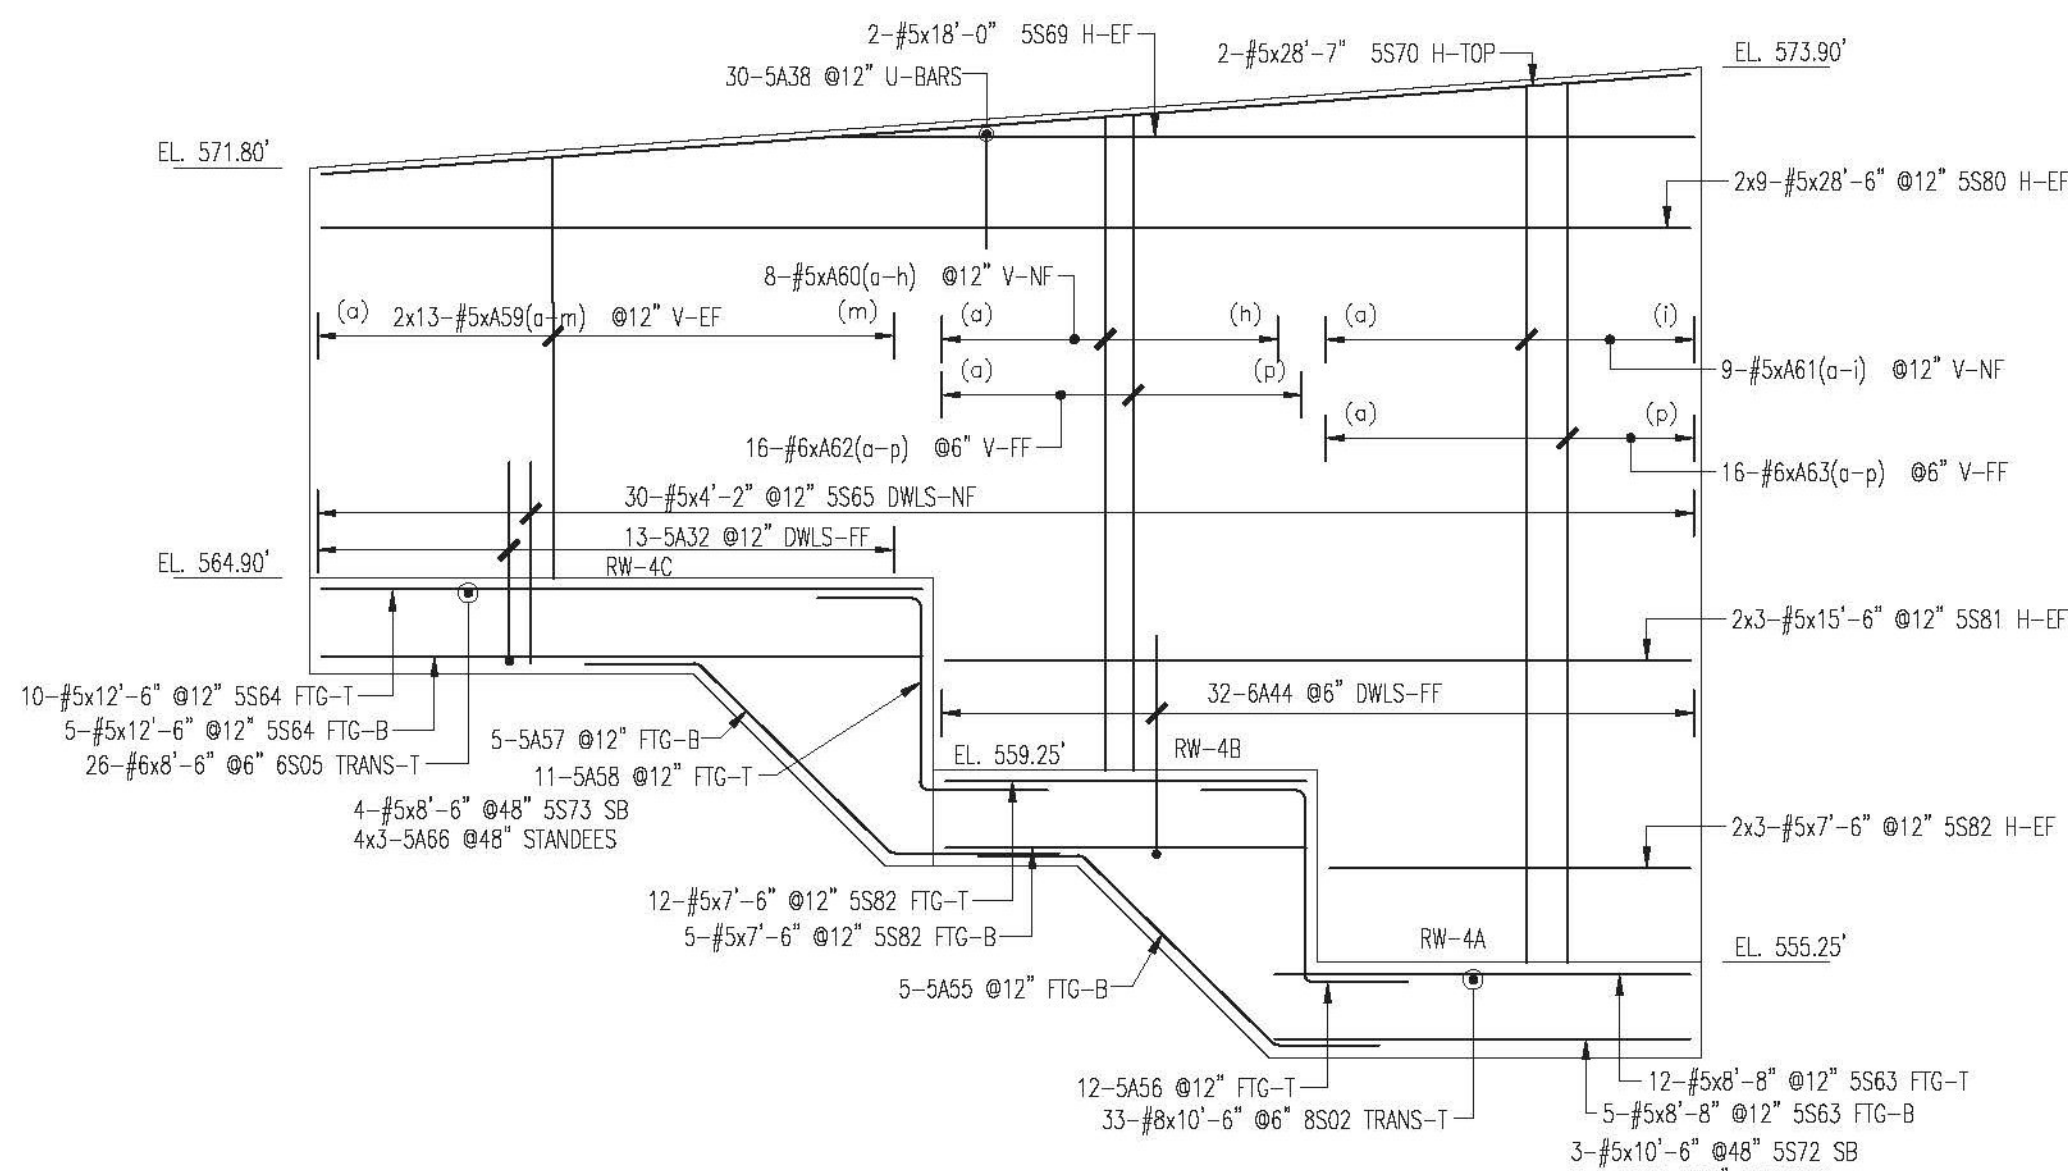 2-#5x18'-0" 5S69 H-EF
2-#5x28'-7" 5S70 H-TOP
EL. 573.90'
30-5A38 @12" U-BARS
EL. 571.80'
2x9-#5x28'-6" @12" 5S80 H-EF
8-#5xA60(a-h) @12" V-NF
(a) 2x13-#5xA59(a-m) @12" V-EF (m)
(a) (h)
(a) (i)
9-#5xA61(a-i) @12" V-NF
(a) (p)
(a) (p)
16-#6xA62(a-p) @6" V-FF
16-#6xA63(a-p) @6" V-FF
30-#5x4'-2" @12" 5S65 DWLS-NF
13-5A32 @12" DWLS-FF
EL. 564.90'
RW-4C
2x3-#5x15'-6" @12" 5S81 H-EF
10-#5x12'-6" @12" 5S64 FTG-T
32-6A44 @6" DWLS-FF
5-#5x12'-6" @12" 5S64 FTG-B
5-5A57 @12" FTG-B
EL. 559.25'
RW-4B
26-#6x8'-6" @6" 6S05 TRANS-T
11-5A58 @12" FTG-T
4-#5x8'-6" @48" 5S73 SB
4x3-5A66 @48" STANDEES
2x3-#5x7'-6" @12" 5S82 H-EF
12-#5x7'-6" @12" 5S82 FTG-T
5-#5x7'-6" @12" 5S82 FTG-B
RW-4A
EL. 555.25'
5-5A55 @12" FTG-B
12-5A56 @12" FTG-T
12-#5x8'-8" @12" 5S63 FTG-T
33-#8x10'-6" @6" 8S02 TRANS-T
5-#5x8'-8" @12" 5S63 FTG-B
3-#5x10'-6" @48" 5S72 SB